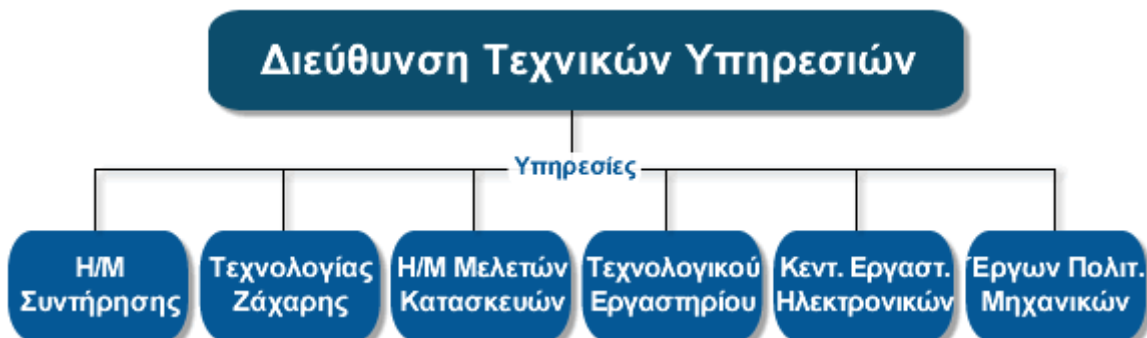 Διεύθυνση Τεχνικών Υπηρεσιών
Υπηρεσίες
Η/Μ
Συντήρησης
Τεχνολογίας
Ζάχαρης
Η/Μ Μελετών
Κατασκευών
Τεχνολογικού
Εργαστηρίου
Κεντ. Εργαστ.
Ηλεκτρονικών
Έργων Πολιτ.
Μηχανικών